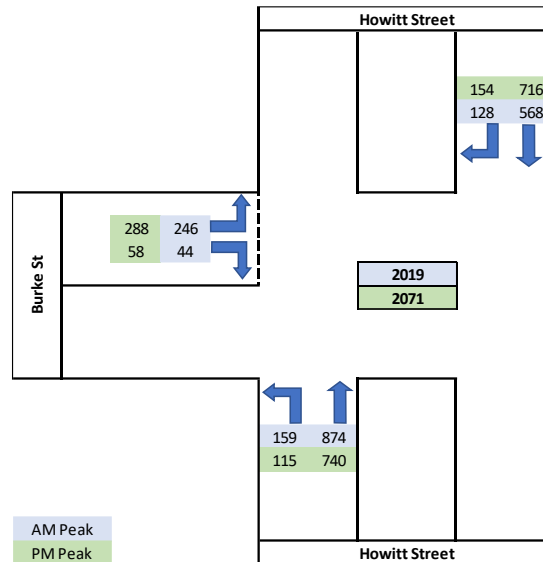 Howitt Street
154 716
128 568
288 246
58 44
Burke St
2019
2071
159 874
115 740
AM Peak
PM Peak
Howitt Street